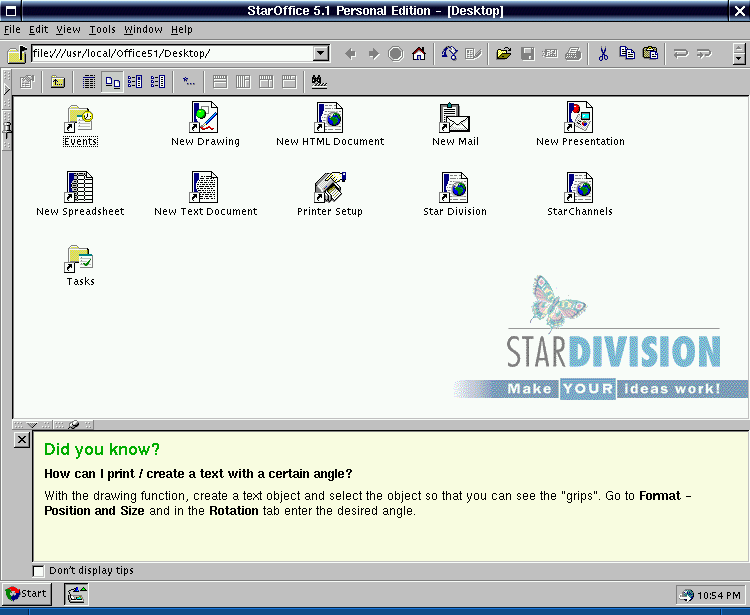 StarOffice 5.1 Personal Edition - [Desktop]
File Edit View Tools Window Help
file:///usr/local/Office51/Desktop/
Events
New Drawing
New HTML Document
New Mail
New Presentation
New Spreadsheet
New Text Document
Printer Setup
Star Division
StarChannels
Tasks
STARDIVISION
Make YOUR ideas work!
Did you know?
How can I print / create a text with a certain angle?
With the drawing function, create a text object and select the object so that you can see the "grips". Go to Format –
Position and Size and in the Rotation tab enter the desired angle.
Don't display tips
Start
10:54 PM